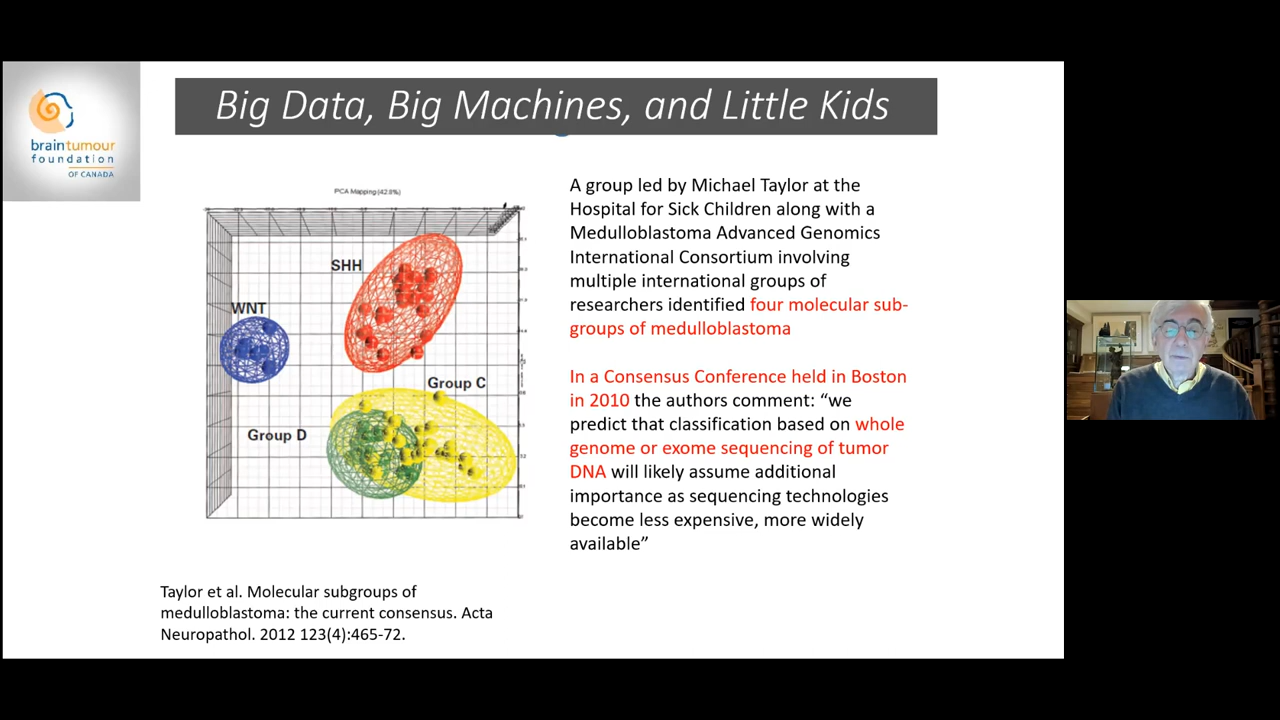 braintumour
foundation
OF CANADA
Big Data, Big Machines, and Little Kids
PCA Mapping (42.8%)
SHH
WNT
Group C
Group D
A group led by Michael Taylor at the
Hospital for Sick Children along with a
Medulloblastoma Advanced Genomics
International Consortium involving
multiple international groups of
researchers identified four molecular sub-
groups of medulloblastoma
In a Consensus Conference held in Boston
in 2010 the authors comment: “we
predict that classification based on whole
genome or exome sequencing of tumor
DNA will likely assume additional
importance as sequencing technologies
become less expensive, more widely
available”
Taylor et al. Molecular subgroups of
medulloblastoma: the current consensus. Acta
Neuropathol. 2012 123(4):465-72.